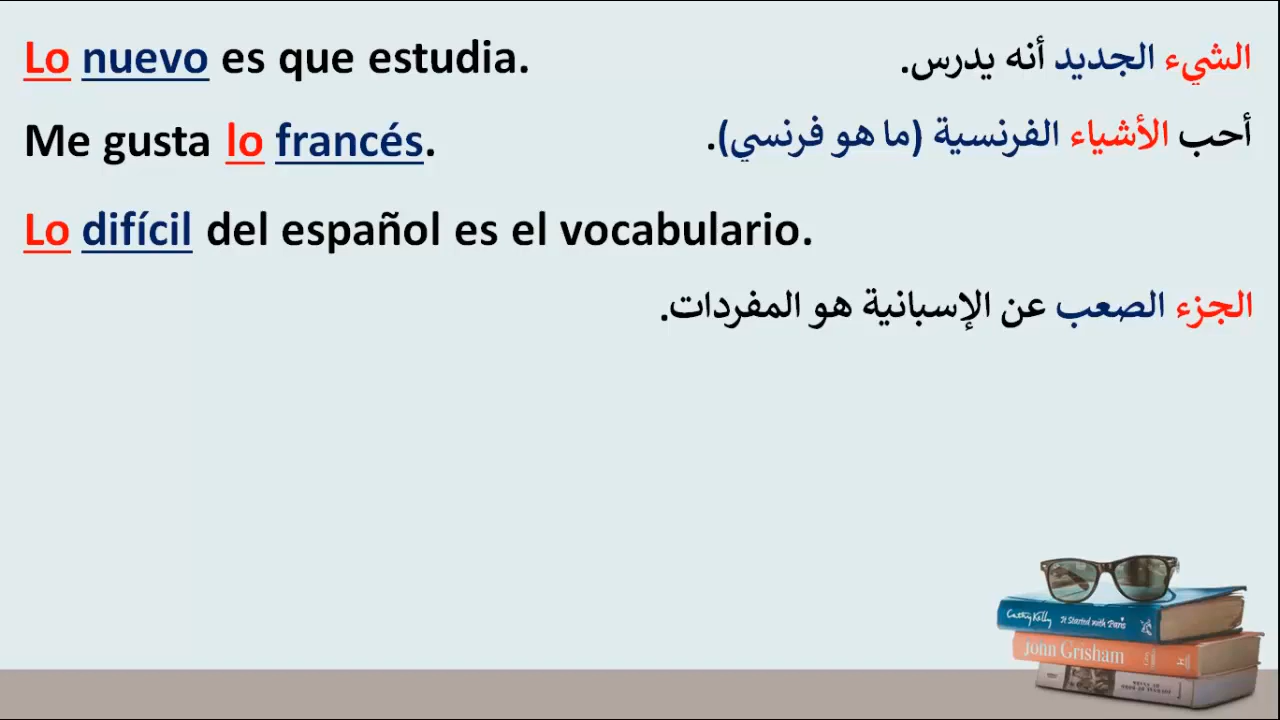 Lo nuevo es que estudia.
الشيء الجديد أنه يدرس.
Me gusta lo francés.
أحب الأشياء الفرنسية (ما هو فرنسي).
Lo difícil del español es el vocabulario.
الجزء الصعب عن الإسبانية هو المفردات.
Cathy Kelly It Started with Paris
John Grisham